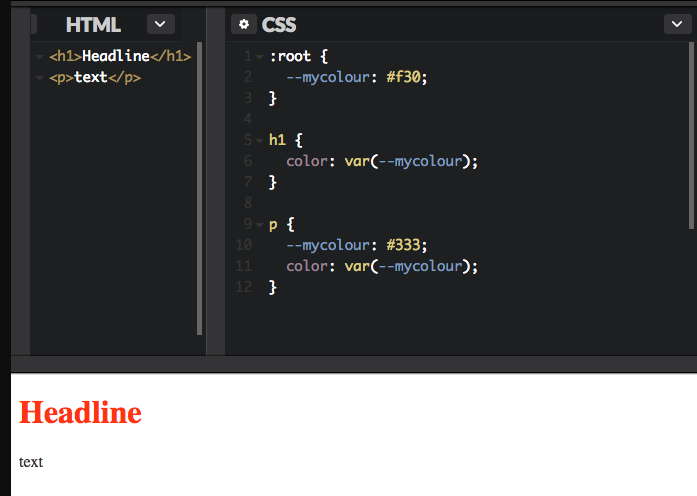 HTML
<h1>Headline</h1>
<p>text</p>
CSS
1 :root {
2   --mycolour: #f30;
3 }
4
5 h1 {
6   color: var(--mycolour);
7 }
8
9 p {
10   --mycolour: #333;
11   color: var(--mycolour);
12 }
Headline
text